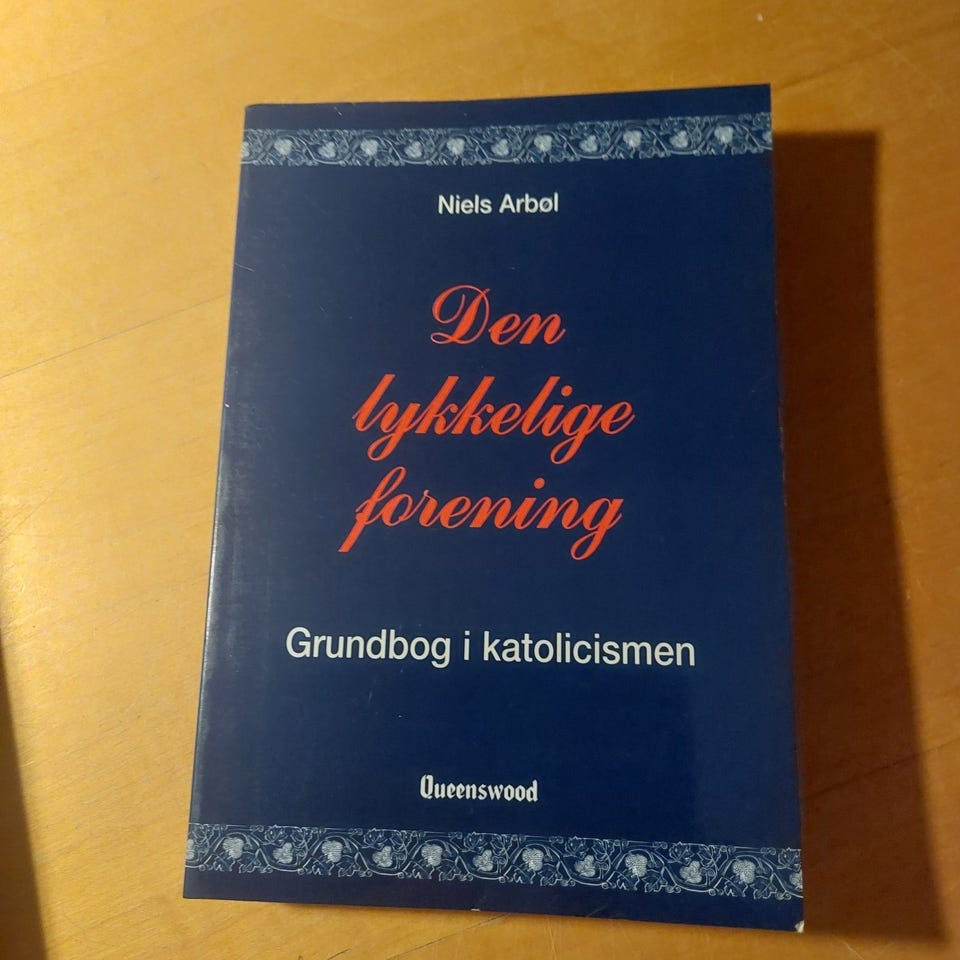 Niels Arbøl
Den
lykkelige
forening
Grundbog i katolicismen
Queenswood